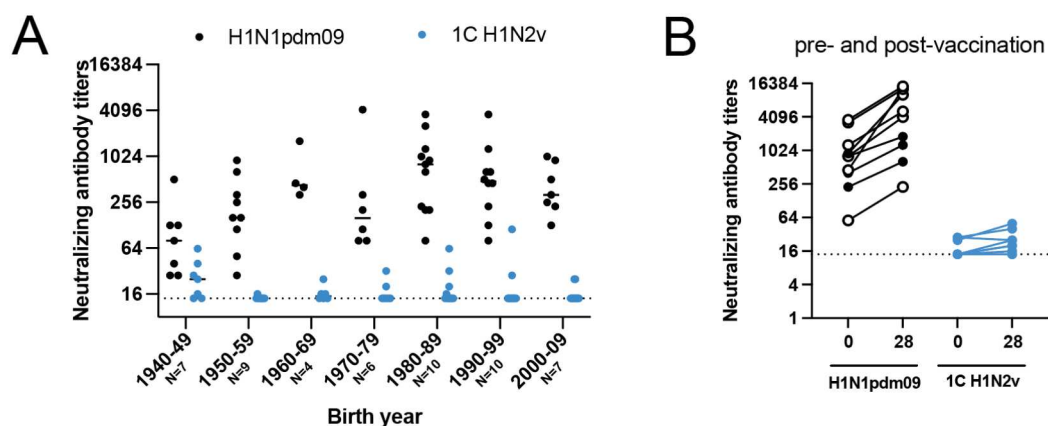 A
H1N1pdm09
1C H1N2v
Neutralizing antibody titers
16384
4096
1024
256
64
16
1940-49
N=7
1950-59
N=9
1960-69
N=4
1970-79
N=6
1980-89
N=10
1990-99
N=10
2000-09
N=7
Birth year
B
pre- and post-vaccination
Neutralizing antibody titers
16384
4096
1024
256
64
16
4
1
0
28
0
28
H1N1pdm09
1C H1N2v